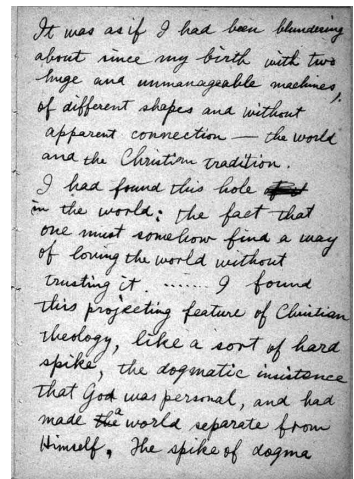 It was as if I had been blundering
about since my birth with two
huge and unmanageable machines,
of different shapes and without
apparent connection — the world
and the Christian tradition.
I had found this hole
in the world: the fact that
one must somehow find a way
of loving the world without
trusting it. ....... I found
this projecting feature of Christian
theology, like a sort of hard
spike, the dogmatic insistence
that God was personal, and had
made a world separate from
Himself. The spike of dogma